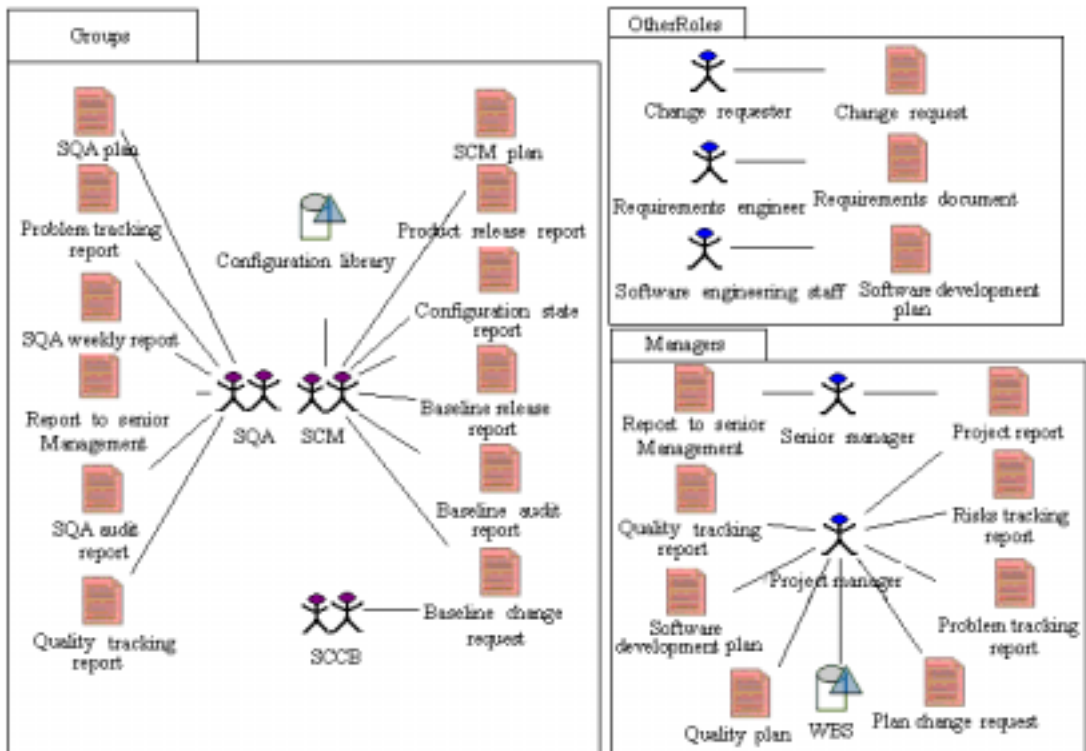 Groups
SQA plan
Problem tracking
report
SQA weekly report
Report to senior
Management
SQA audit
report
Quality tracking
report
Configuration library
SQA
SCM
SCCB
SCM plan
Product release report
Configuration state
report
Baseline release
report
Baseline audit
report
Baseline change
request
OtherRoles
Change requester
Change request
Requirements engineer
Requirements document
Software engineering staff
Software development
plan
Managers
Report to senior
Management
Senior manager
Project report
Quality tracking
report
Project manager
Risks tracking
report
Software
development plan
Problem tracking
report
Quality plan
WBS
Plan change request